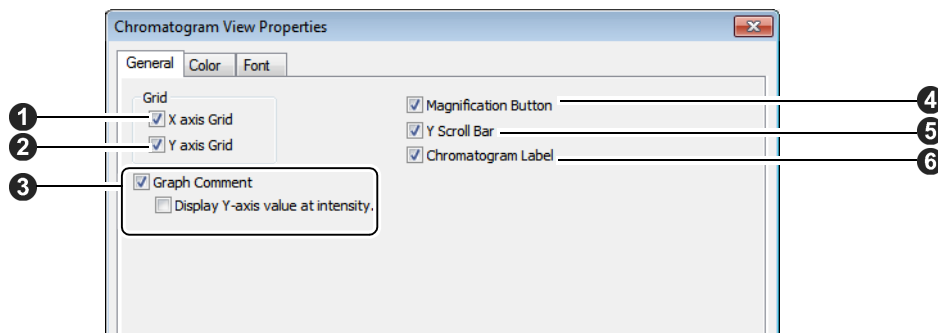 Chromatogram View Properties
General Color Font
Grid
1 X axis Grid
2 Y axis Grid
3 Graph Comment
Display Y-axis value at intensity.
Magnification Button 4
Y Scroll Bar 5
Chromatogram Label 6